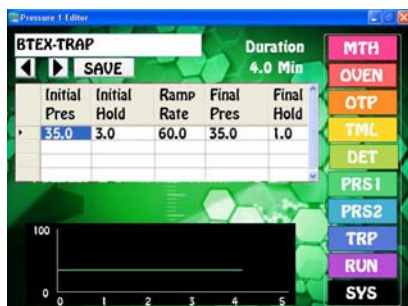 Pressure 1 Editor
BTEX-TRAP
Duration
4.0 Min
SAVE
Initial Pres Initial Hold Ramp Rate Final Pres Final Hold
35.0 3.0 60.0 35.0 1.0
100
0
0 1 2 3 4 5
MTH
OVEN
OTP
TML
DET
PRS1
PRS2
TRP
RUN
SYS